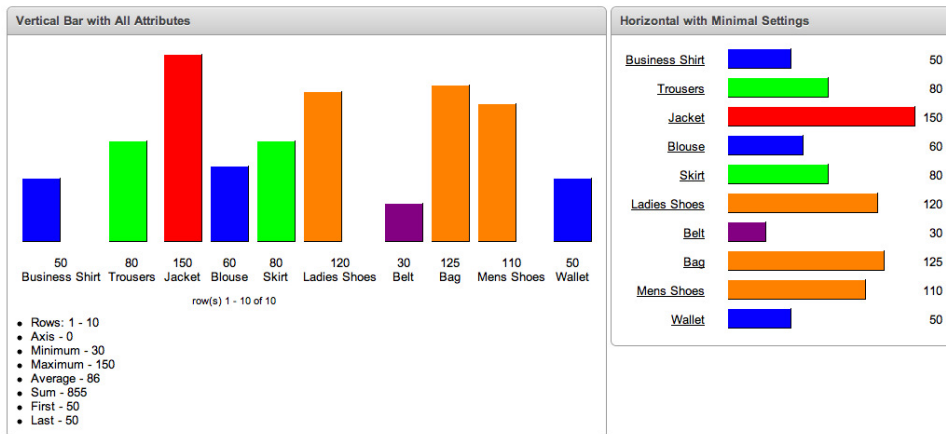 Vertical Bar with All Attributes
50 80 150 60 80 120 30 125 110 50
Business Shirt Trousers Jacket Blouse Skirt Ladies Shoes Belt Bag Mens Shoes Wallet
row(s) 1 - 10 of 10
• Rows: 1 - 10
• Axis - 0
• Minimum - 30
• Maximum - 150
• Average - 86
• Sum - 855
• First - 50
• Last - 50
Horizontal with Minimal Settings
Business Shirt 50
Trousers 80
Jacket 150
Blouse 60
Skirt 80
Ladies Shoes 120
Belt 30
Bag 125
Mens Shoes 110
Wallet 50